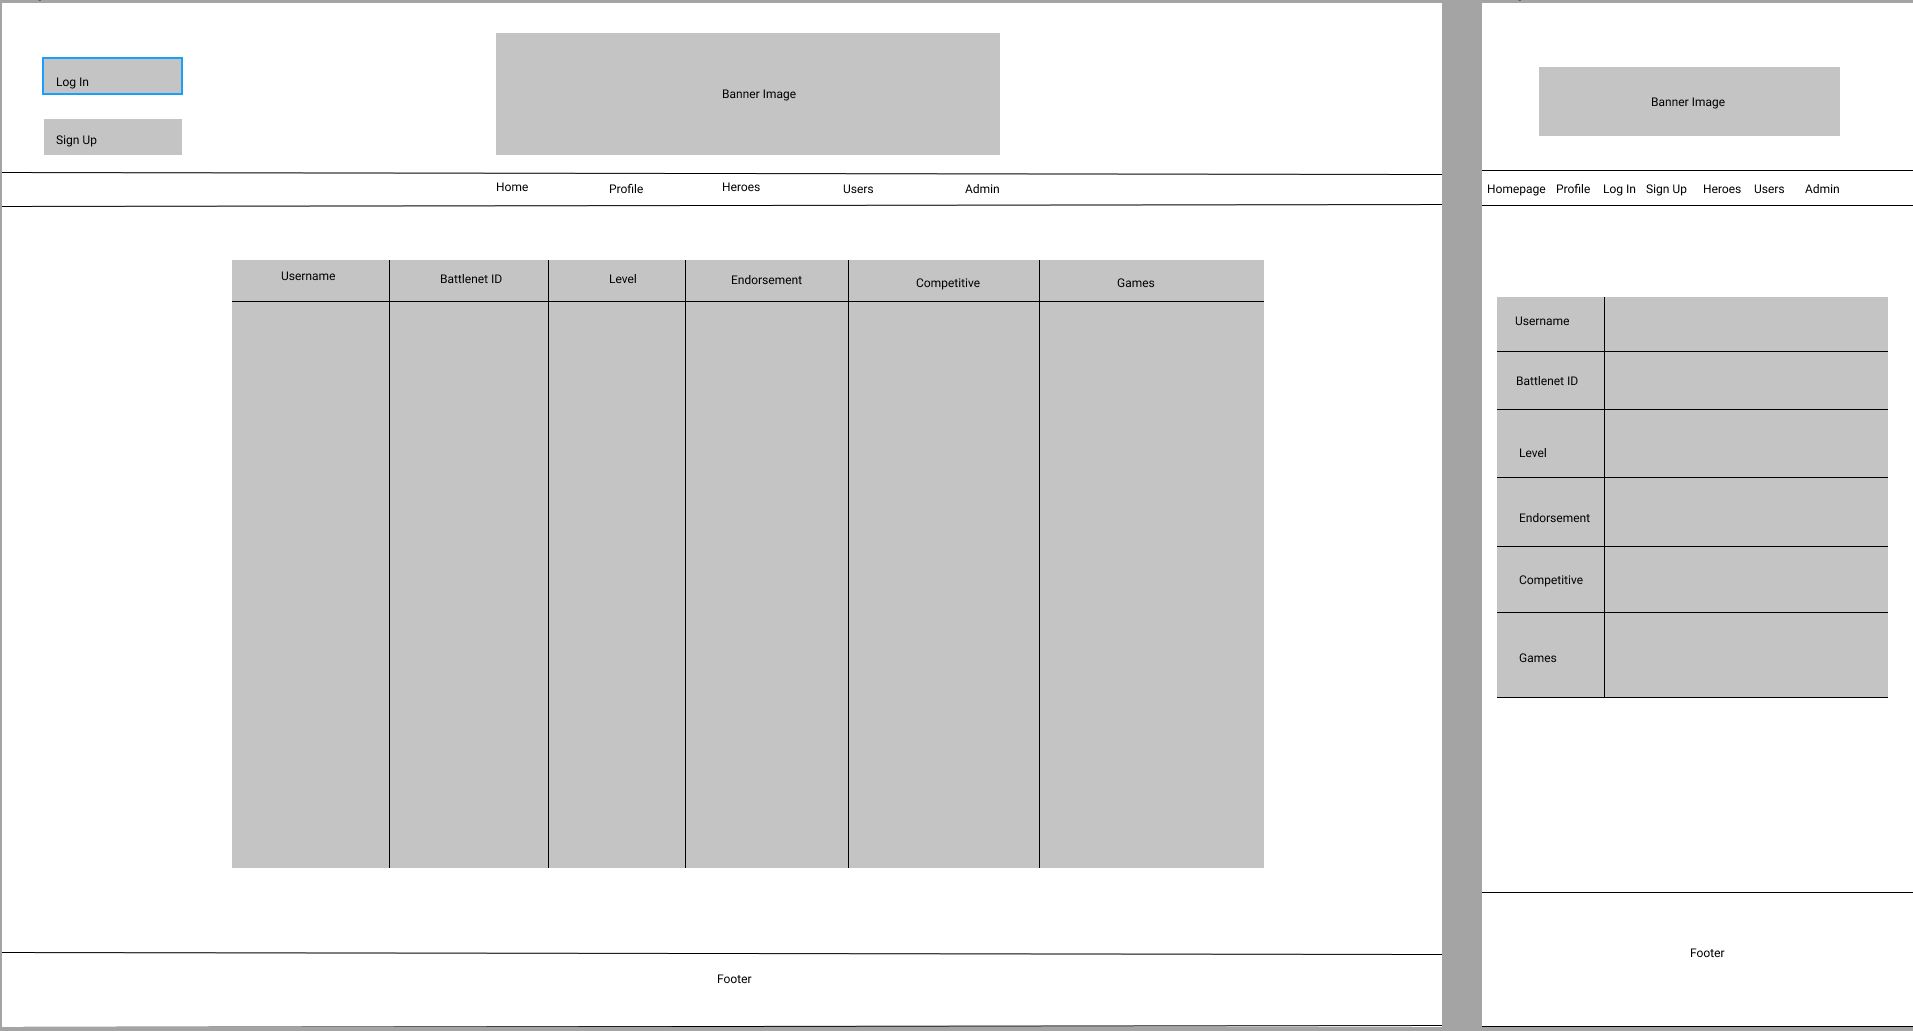 Log In
Sign Up
Banner Image
Home Profile Heroes Users Admin
Username Battlenet ID Level Endorsement Competitive Games
Footer
Banner Image
Homepage Profile Log In Sign Up Heroes Users Admin
Username
Battlenet ID
Level
Endorsement
Competitive
Games
Footer